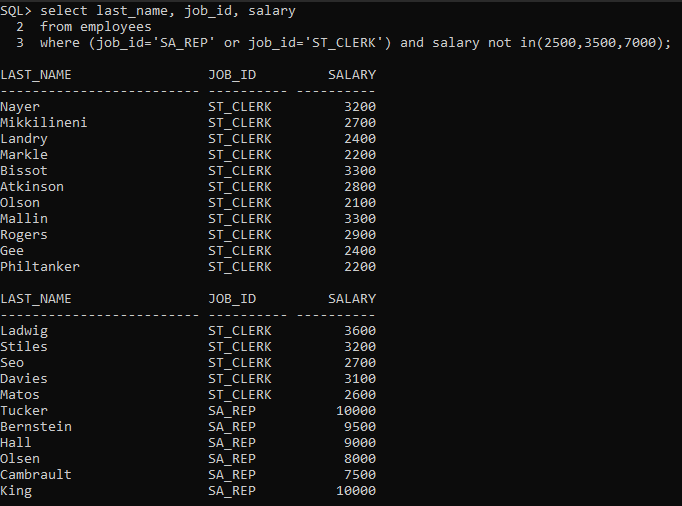 SQL> select last_name, job_id, salary
  2  from employees
  3  where (job_id='SA_REP' or job_id='ST_CLERK') and salary not in(2500,3500,7000);

LAST_NAME                 JOB_ID         SALARY
------------------------- ---------- ----------
Nayer                     ST_CLERK         3200
Mikkilineni               ST_CLERK         2700
Landry                    ST_CLERK         2400
Markle                    ST_CLERK         2200
Bissot                    ST_CLERK         3300
Atkinson                  ST_CLERK         2800
Olson                     ST_CLERK         2100
Mallin                    ST_CLERK         3300
Rogers                    ST_CLERK         2900
Gee                       ST_CLERK         2400
Philtanker                ST_CLERK         2200

LAST_NAME                 JOB_ID         SALARY
------------------------- ---------- ----------
Ladwig                    ST_CLERK         3600
Stiles                    ST_CLERK         3200
Seo                       ST_CLERK         2700
Davies                    ST_CLERK         3100
Matos                     ST_CLERK         2600
Tucker                    SA_REP          10000
Bernstein                 SA_REP           9500
Hall                      SA_REP           9000
Olsen                     SA_REP           8000
Cambrault                 SA_REP           7500
King                      SA_REP          10000